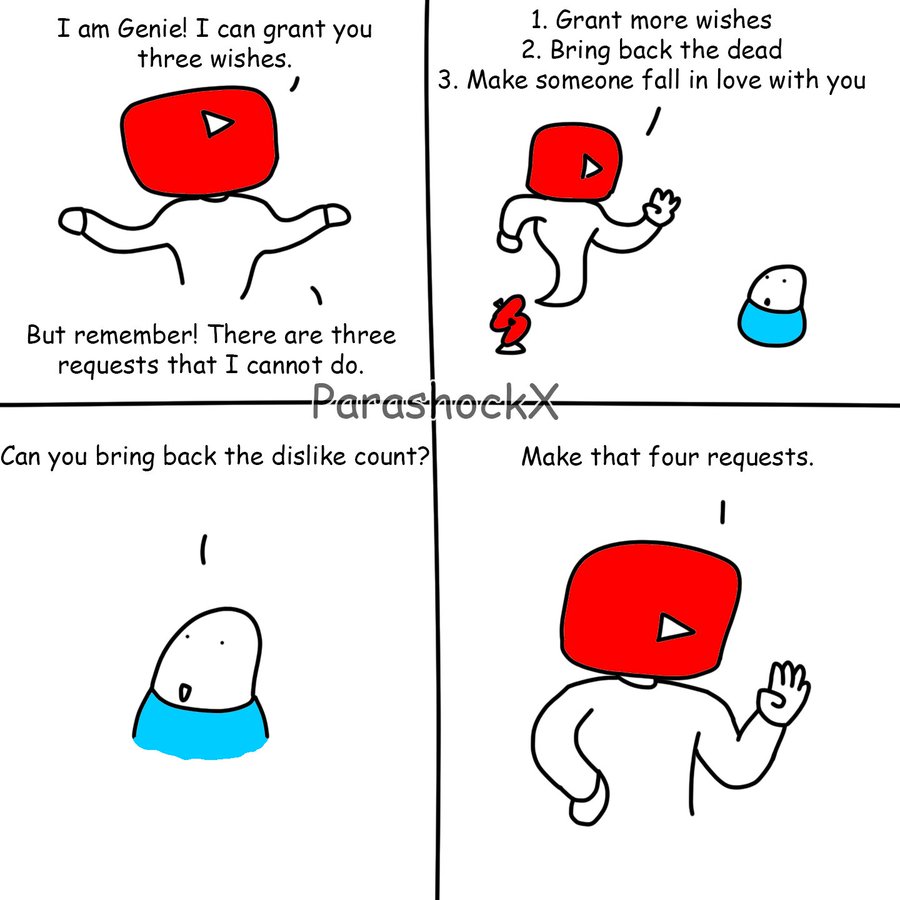 I am Genie! I can grant you
three wishes.
But remember! There are three
requests that I cannot do.
1. Grant more wishes
2. Bring back the dead
3. Make someone fall in love with you
ParashockX
Can you bring back the dislike count?
Make that four requests.